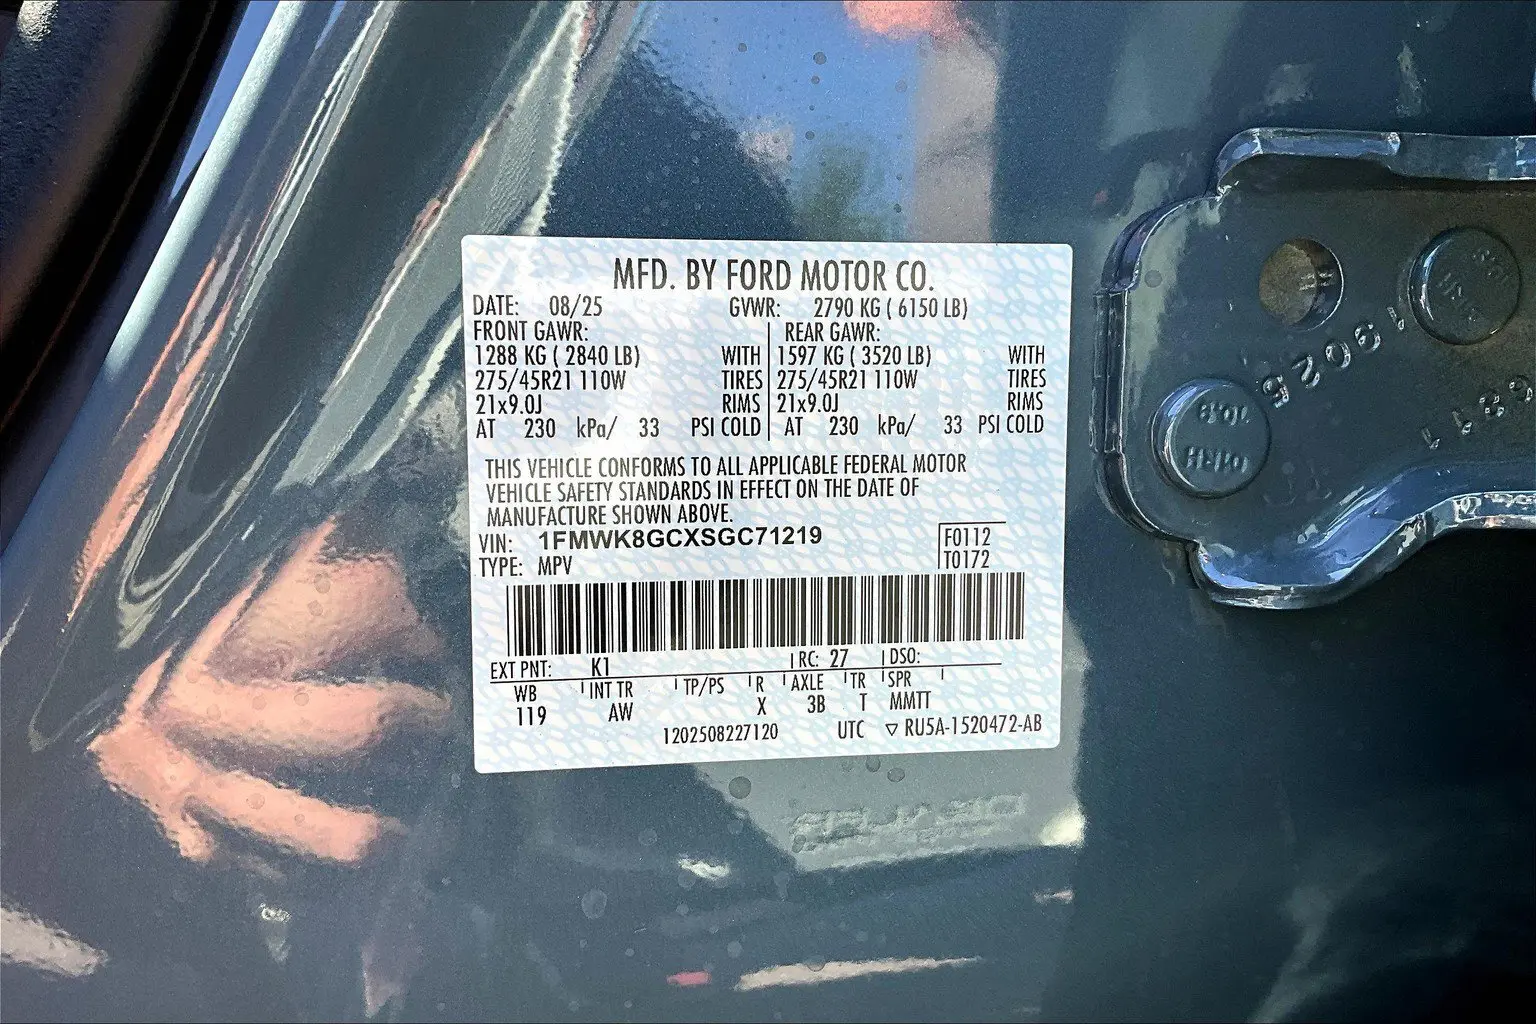 MFD. BY FORD MOTOR CO.
DATE: 08/25 GVWR: 2790 KG ( 6150 LB)
FRONT GAWR: REAR GAWR:
1288 KG ( 2840 LB) WITH 1597 KG ( 3520 LB) WITH
275/45R21 110W TIRES 275/45R21 110W TIRES
21x9.0J RIMS 21x9.0J RIMS
AT 230 kPa/ 33 PSI COLD AT 230 kPa/ 33 PSI COLD
THIS VEHICLE CONFORMS TO ALL APPLICABLE FEDERAL MOTOR
VEHICLE SAFETY STANDARDS IN EFFECT ON THE DATE OF
MANUFACTURE SHOWN ABOVE.
VIN: 1FMWK8GCXSGC71219 F0112
TYPE: MPV T0172
EXT PNT: K1 RC: 27 DSO:
WB INT TR TP/PS R AXLE TR SPR
119 AW X 3B T MMTT
1202508227120 UTC ▽ RU5A-1520472-AB
19025